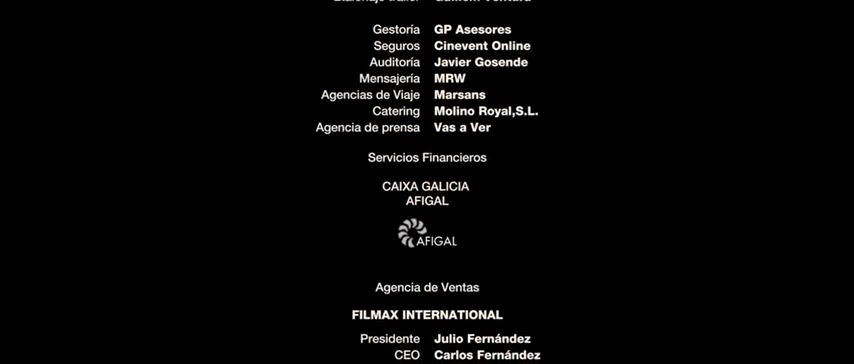 Gestoría GP Asesores
Seguros Cinevent Online
Auditoría Javier Gosende
Mensajería MRW
Agencias de Viaje Marsans
Catering Molino Royal,S.L.
Agencia de prensa Vas a Ver
Servicios Financieros
CAIXA GALICIA
AFIGAL
AFIGAL
Agencia de Ventas
FILMAX INTERNATIONAL
Presidente Julio Fernández
CEO Carlos Fernández